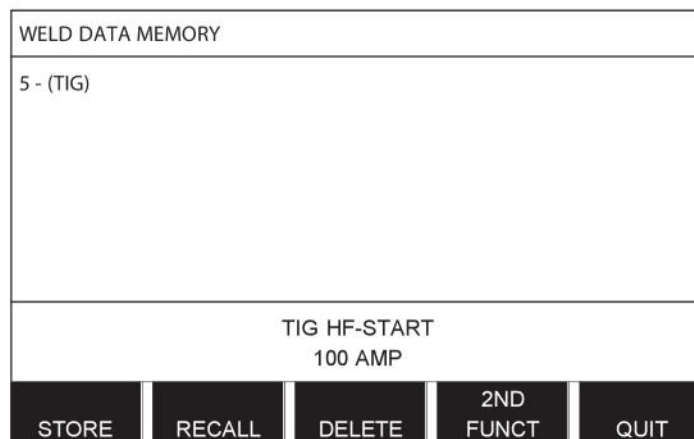 WELD DATA MEMORY
5 - (TIG)
TIG HF-START
100 AMP
STORE RECALL DELETE 2ND FUNCT QUIT